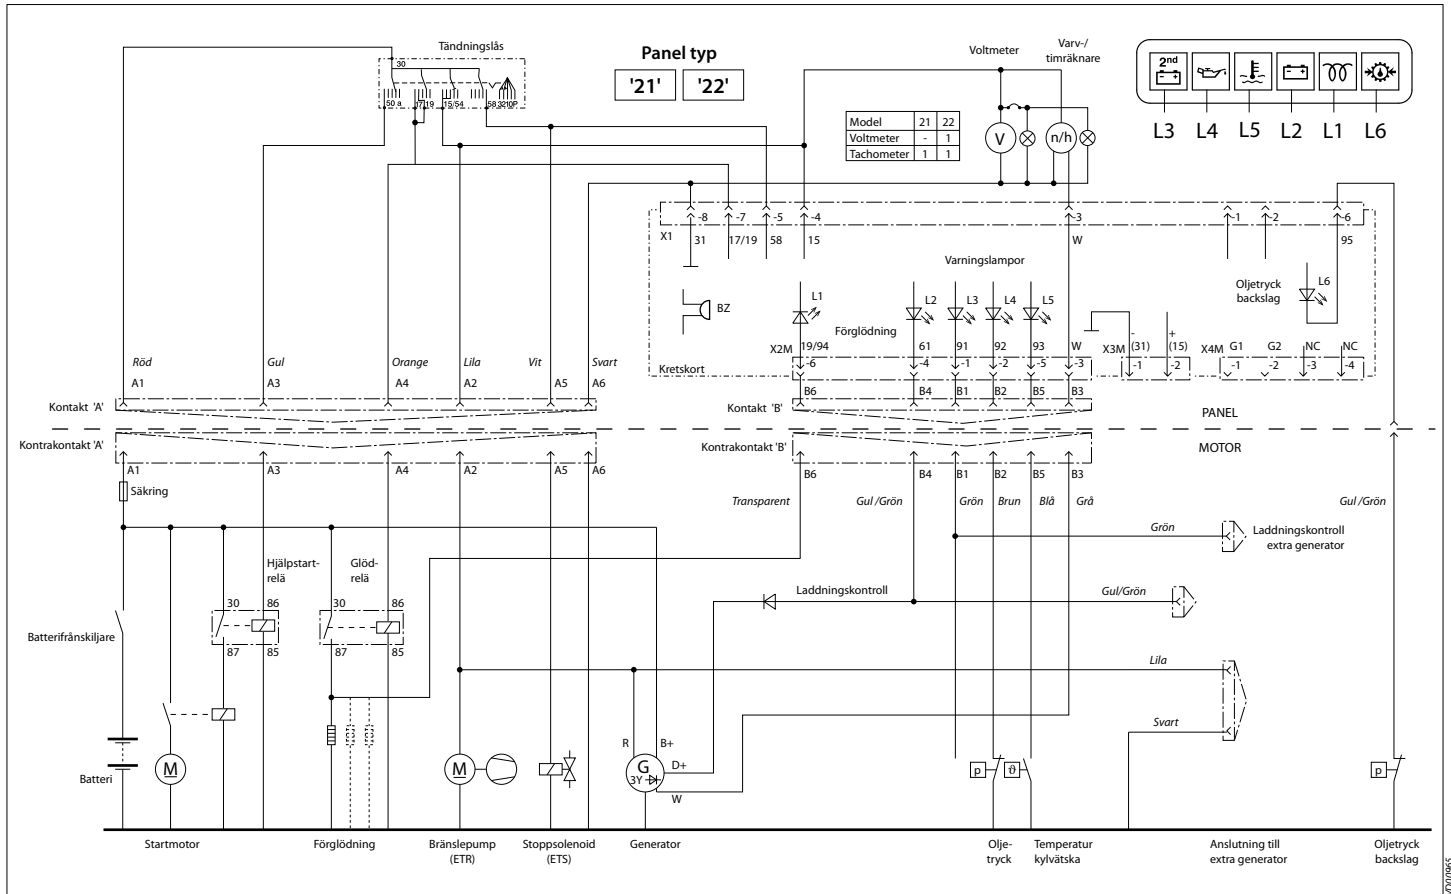 Tändningslås
30
50 a
17
19
15/54
58
3210P
Panel typ
'21'
'22'
Voltmeter
Varv-/
timräknare
Model 21 22
Voltmeter - 1
Tachometer 1 1
V
n/h
2nd
L3
L4
L5
L2
L1
L6
X1
-8
-7
-5
-4
-3
-1
-2
-6
31
17/19
58
15
W
95
Varningslampor
BZ
L1
L2
L3
L4
L5
Oljetryck
backslag
L6
Förglödning
X2M
19/94
61
91
92
93
W
X3M
-
(31)
+
(15)
X4M
G1
G2
NC
NC
Kretskort
-6
-4
-1
-2
-5
-3
-1
-2
-1
-2
-3
-4
Röd
Gul
Orange
Lila
Vit
Svart
A1
A3
A4
A2
A5
A6
B6
B4
B1
B2
B5
B3
Kontakt 'A'
Kontakt 'B'
PANEL
Kontrakontakt 'A'
Kontrakontakt 'B'
MOTOR
A1
A3
A4
A2
A5
A6
B6
B4
B1
B2
B5
B3
Säkring
Transparent
Gul /Grön
Grön
Brun
Blå
Grå
Gul /Grön
Grön
Laddningskontroll
extra generator
Hjälpstart-
relä
Glöd-
relä
Laddningskontroll
Gul/Grön
30
86
30
86
Batterifrånskiljare
87
85
87
85
Lila
Svart
R
B+
D+
W
G
3Y
M
M
p
ϑ
p
Batteri
Startmotor
Förglödning
Bränslepump
(ETR)
Stoppsolenoid
(ETS)
Generator
Olje-
tryck
Temperatur
kylvätska
Anslutning till
extra generator
Oljetryck
backslag